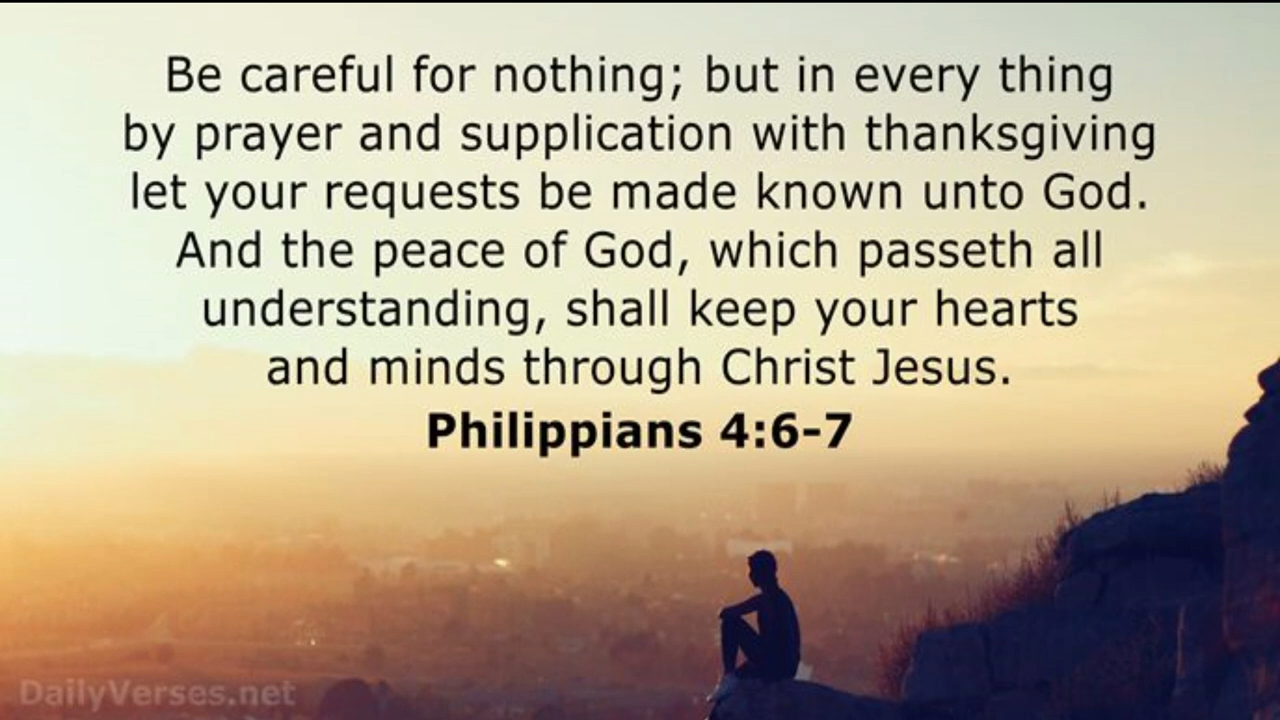 Be careful for nothing; but in every thing
by prayer and supplication with thanksgiving
let your requests be made known unto God.
And the peace of God, which passeth all
understanding, shall keep your hearts
and minds through Christ Jesus.
Philippians 4:6-7
DailyVerses.net